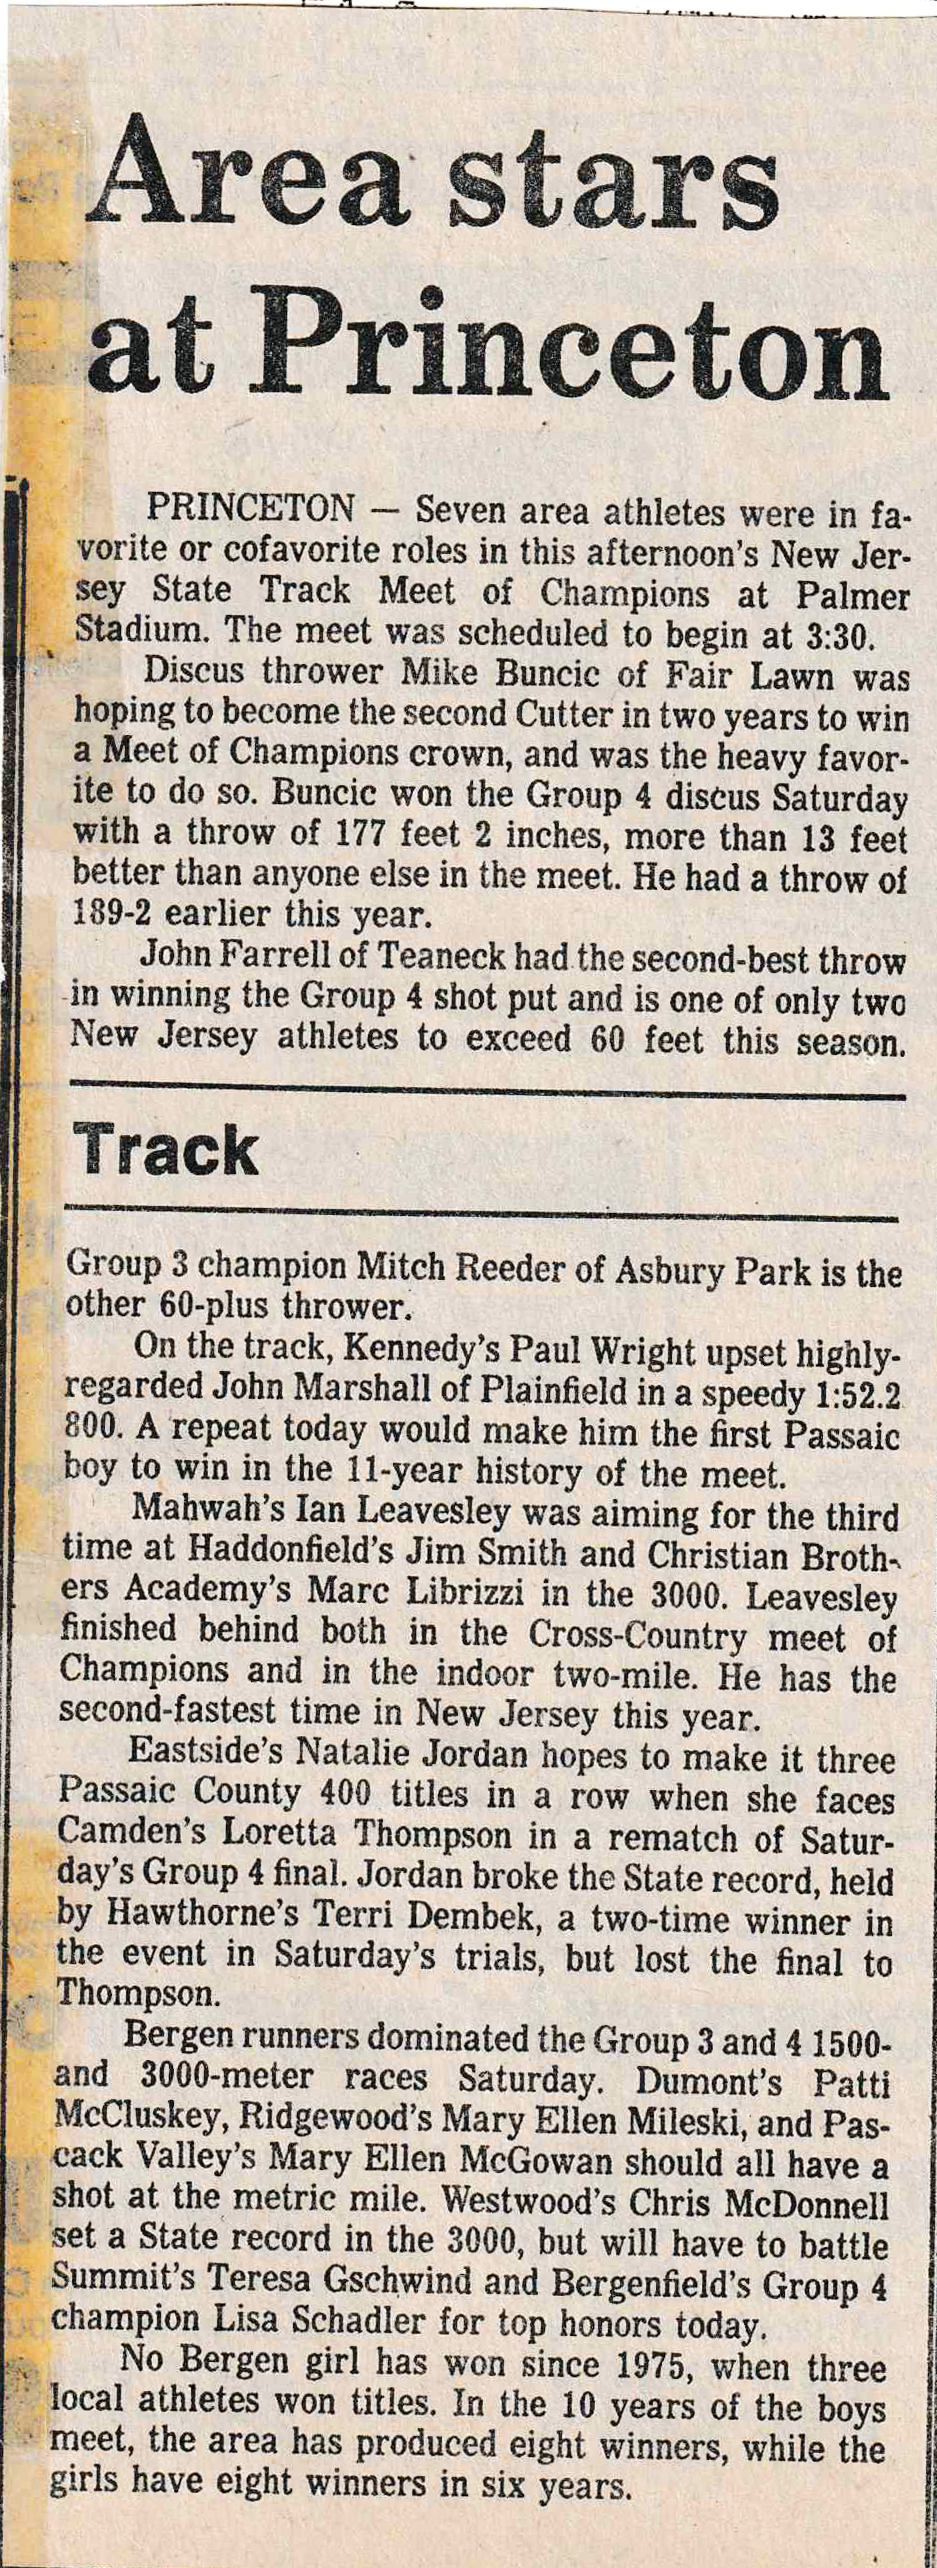 Area stars
at Princeton
PRINCETON — Seven area athletes were in fa-
vorite or cofavorite roles in this afternoon's New Jer-
sey State Track Meet of Champions at Palmer
Stadium. The meet was scheduled to begin at 3:30.
Discus thrower Mike Buncic of Fair Lawn was
hoping to become the second Cutter in two years to win
a Meet of Champions crown, and was the heavy favor-
ite to do so. Buncic won the Group 4 discus Saturday
with a throw of 177 feet 2 inches, more than 13 feet
better than anyone else in the meet. He had a throw of
189-2 earlier this year.
John Farrell of Teaneck had the second-best throw
in winning the Group 4 shot put and is one of only two
New Jersey athletes to exceed 60 feet this season.
Track
Group 3 champion Mitch Reeder of Asbury Park is the
other 60-plus thrower.
On the track, Kennedy's Paul Wright upset highly-
regarded John Marshall of Plainfield in a speedy 1:52.2
800. A repeat today would make him the first Passaic
boy to win in the 11-year history of the meet.
Mahwah's Ian Leavesley was aiming for the third
time at Haddonfield's Jim Smith and Christian Broth-
ers Academy's Marc Librizzi in the 3000. Leavesley
finished behind both in the Cross-Country meet of
Champions and in the indoor two-mile. He has the
second-fastest time in New Jersey this year.
Eastside's Natalie Jordan hopes to make it three
Passaic County 400 titles in a row when she faces
Camden's Loretta Thompson in a rematch of Satur-
day's Group 4 final. Jordan broke the State record, held
by Hawthorne's Terri Dembek, a two-time winner in
the event in Saturday's trials, but lost the final to
Thompson.
Bergen runners dominated the Group 3 and 4 1500-
and 3000-meter races Saturday. Dumont's Patti
McCluskey, Ridgewood's Mary Ellen Mileski, and Pas-
cack Valley's Mary Ellen McGowan should all have a
shot at the metric mile. Westwood's Chris McDonnell
set a State record in the 3000, but will have to battle
Summit's Teresa Gschwind and Bergenfield's Group 4
champion Lisa Schadler for top honors today.
No Bergen girl has won since 1975, when three
local athletes won titles. In the 10 years of the boys
meet, the area has produced eight winners, while the
girls have eight winners in six years.